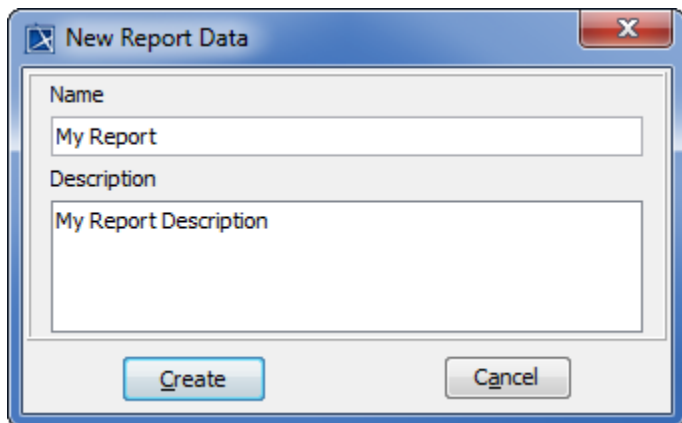 New Report Data
Name
My Report
Description
My Report Description
Create Cancel